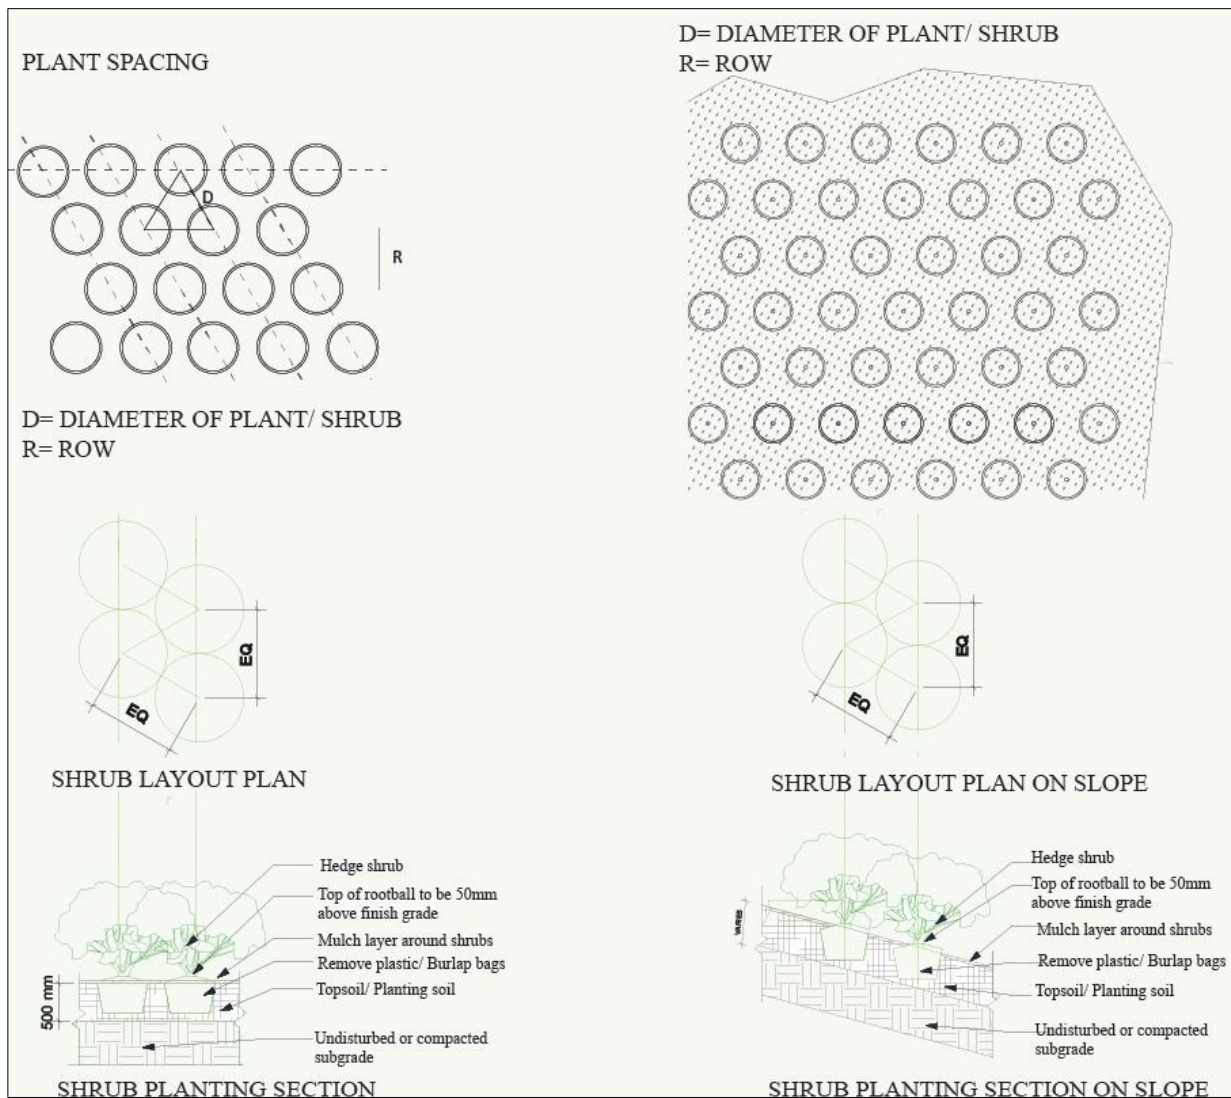 PLANT SPACING
D
R
D= DIAMETER OF PLANT/ SHRUB
R= ROW
D= DIAMETER OF PLANT/ SHRUB
R= ROW
EQ
EQ
SHRUB LAYOUT PLAN
EQ
EQ
SHRUB LAYOUT PLAN ON SLOPE
Hedge shrub
Top of rootball to be 50mm
above finish grade
Mulch layer around shrubs
Remove plastic/ Burlap bags
Topsoil/ Planting soil
500 mm
Undisturbed or compacted
subgrade
SHRUB PLANTING SECTION
Hedge shrub
Top of rootball to be 50mm
above finish grade
VARIES
Mulch layer around shrubs
Remove plastic/ Burlap bags
Topsoil/ Planting soil
Undisturbed or compacted
subgrade
SHRUB PLANTING SECTION ON SLOPE